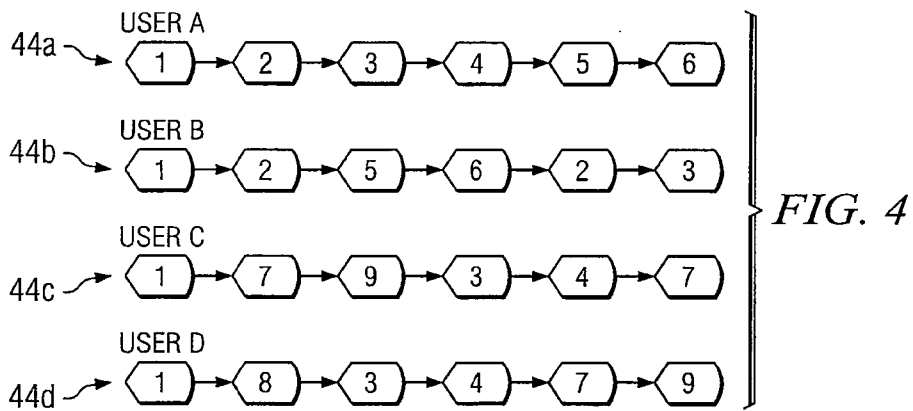 USER A
44a 1 2 3 4 5 6
USER B
44b 1 2 5 6 2 3
FIG. 4
USER C
44c 1 7 9 3 4 7
USER D
44d 1 8 3 4 7 9